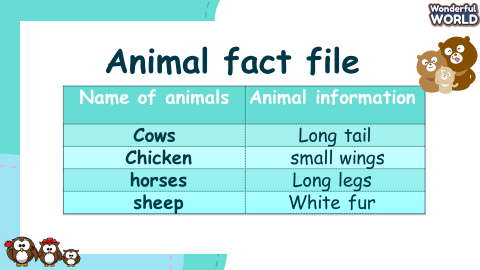 Wonderful
WORLD
Animal fact file
Name of animals Animal information
Cows Long tail
Chicken small wings
horses Long legs
sheep White fur